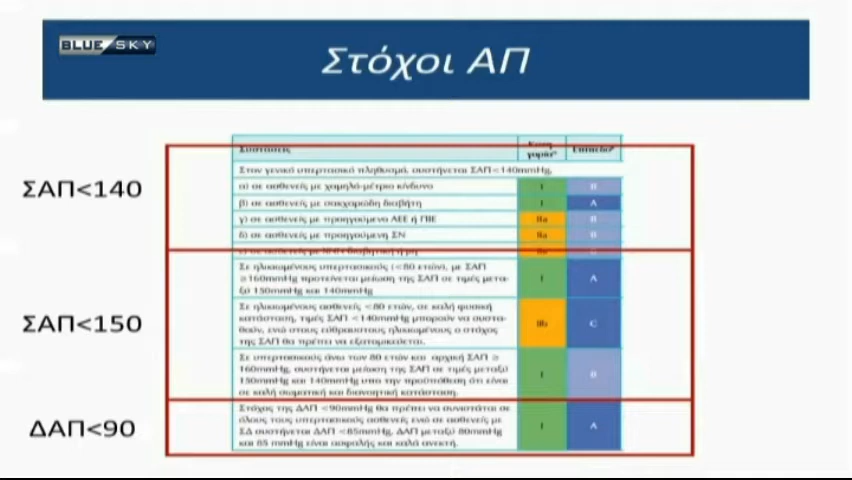 BLUE SKY
Στόχοι ΑΠ
Συστάσεις
Επίπεδο
Στον γενικό υπερτασικό πληθυσμό, συστήνεται ΣΑΠ<140mmHg,
ΣΑΠ<140
α) σε ασθενείς με χαμηλό-μέτριο κίνδυνο I B
β) σε ασθενείς με σακχαρώδη διαβήτη I A
γ) σε ασθενείς με προηγούμενο ΑΕΕ ή ΠΙΕ IIa B
δ) σε ασθενείς με προηγούμενη ΣΝ IIa B
Σε ηλικιωμένους υπερτασικούς (<80 ετών), με ΣΑΠ
≥160mmHg προτείνεται μείωση της ΣΑΠ σε τιμές μετα-
ξύ 150mmHg και 140mmHg
I A
ΣΑΠ<150
Σε ηλικιωμένους ασθενείς <80 ετών, σε καλή φυσική
κατάσταση, τιμές ΣΑΠ <140mmHg μπορούν να συστα-
θούν, ενώ στους εύθραυστους ηλικιωμένους ο στόχος
της ΣΑΠ θα πρέπει να εξατομικεύεται.
IIb C
Σε υπερτασικούς άνω των 80 ετών και αρχική ΣΑΠ ≥
160mmHg, συστήνεται μείωση της ΣΑΠ σε τιμές μεταξύ
150mmHg και 140mmHg υπό την προϋπόθεση ότι είναι
σε καλή σωματική και διανοητική κατάσταση.
I B
ΔΑΠ<90
Στόχος της ΔΑΠ <90mmHg θα πρέπει να συνιστάται σε
όλους τους υπερτασικούς ασθενείς ενώ σε ασθενείς με
ΣΔ συστήνεται ΔΑΠ <85mmHg. ΔΑΠ μεταξύ 80mmHg
και 85 mmHg είναι ασφαλής και καλά ανεκτή.
I A